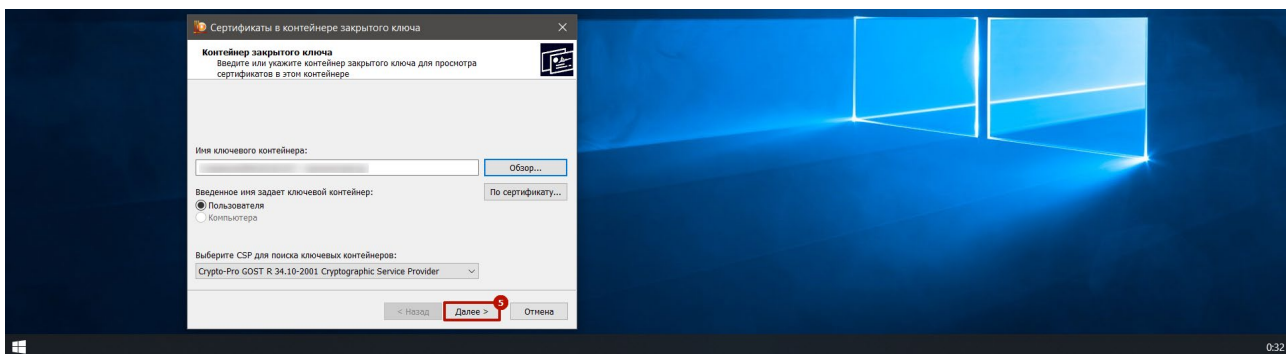 Сертификаты в контейнере закрытого ключа
Контейнер закрытого ключа
Введите или укажите контейнер закрытого ключа для просмотра
сертификатов в этом контейнере
Имя ключевого контейнера:
Обзор...
Введенное имя задает ключевой контейнер:
По сертификату...
Пользователя
Компьютера
Выберите CSP для поиска ключевых контейнеров:
Crypto-Pro GOST R 34.10-2001 Cryptographic Service Provider
5
< Назад Далее > Отмена
0:32